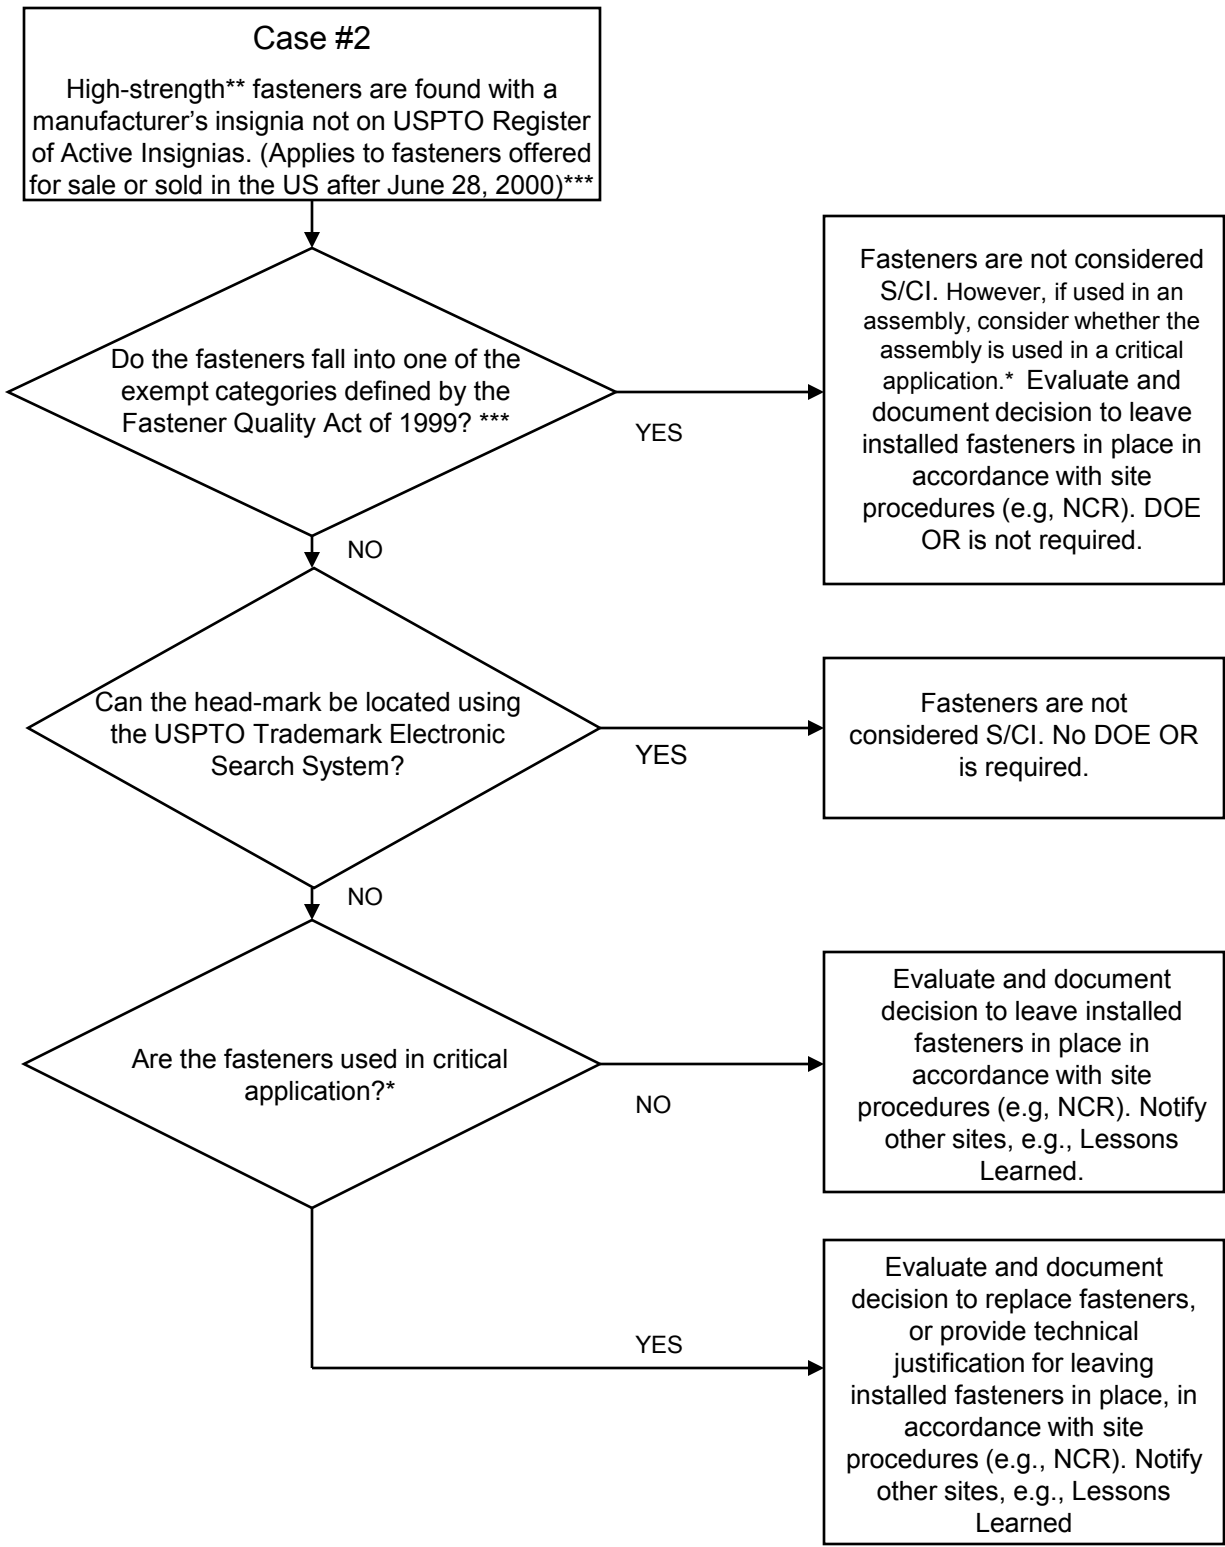 Case #2
High-strength** fasteners are found with a
manufacturer's insignia not on USPTO Register
of Active Insignias. (Applies to fasteners offered
for sale or sold in the US after June 28, 2000)***
Do the fasteners fall into one of the
exempt categories defined by the
Fastener Quality Act of 1999? ***
YES
Fasteners are not considered
S/CI. However, if used in an
assembly, consider whether the
assembly is used in a critical
application.* Evaluate and
document decision to leave
installed fasteners in place in
accordance with site
procedures (e.g, NCR). DOE
OR is not required.
NO
Can the head-mark be located using
the USPTO Trademark Electronic
Search System?
YES
Fasteners are not
considered S/CI. No DOE OR
is required.
NO
Are the fasteners used in critical
application?*
NO
Evaluate and document
decision to leave installed
fasteners in place in
accordance with site
procedures (e.g, NCR). Notify
other sites, e.g., Lessons
Learned.
YES
Evaluate and document
decision to replace fasteners,
or provide technical
justification for leaving
installed fasteners in place, in
accordance with site
procedures (e.g., NCR). Notify
other sites, e.g., Lessons
Learned